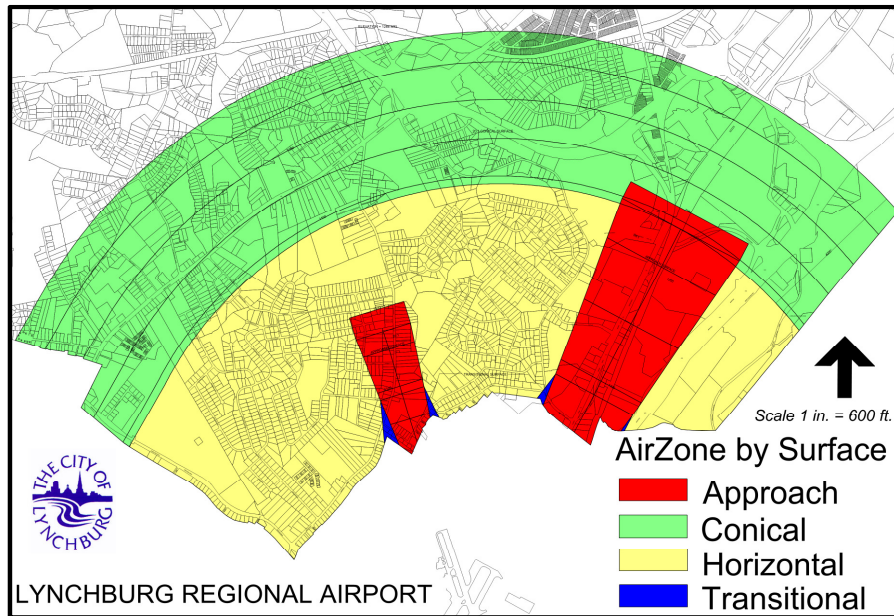 Scale 1 in. = 600 ft.
AirZone by Surface
Approach
Conical
Horizontal
Transitional
THE CITY OF
LYNCHBURG
LYNCHBURG REGIONAL AIRPORT